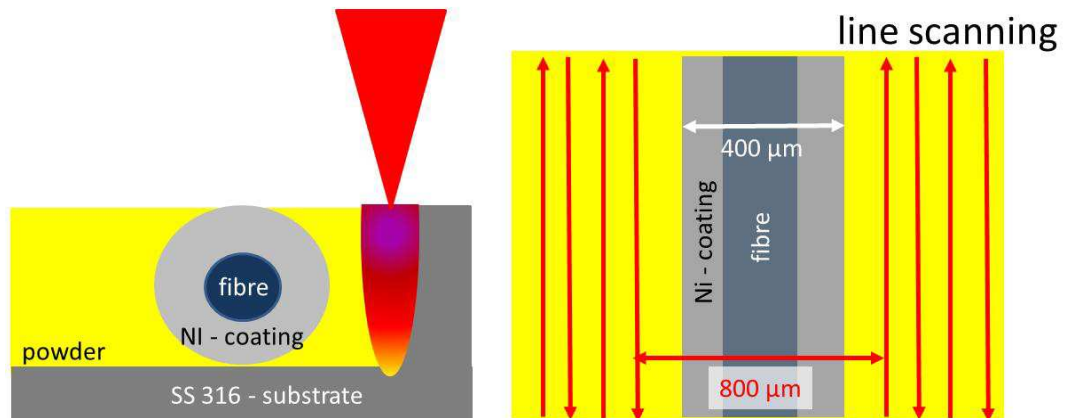 fibre
NI - coating
powder
SS 316 - substrate
line scanning
400 µm
Ni - coating
fibre
800 µm